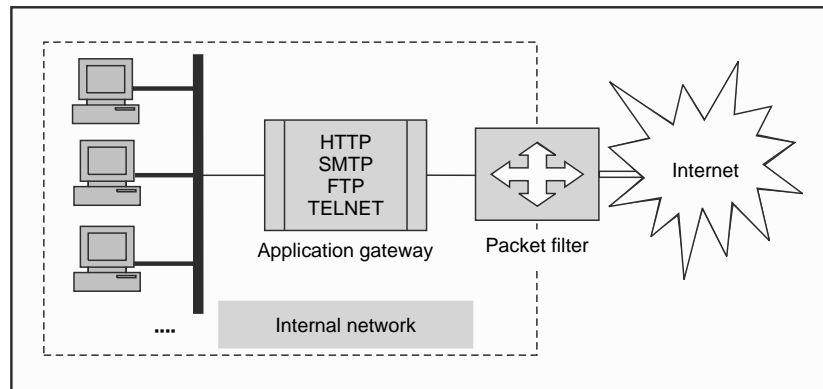 HTTP
SMTP
FTP
TELNET
Application gateway
Packet filter
Internet
....
Internal network